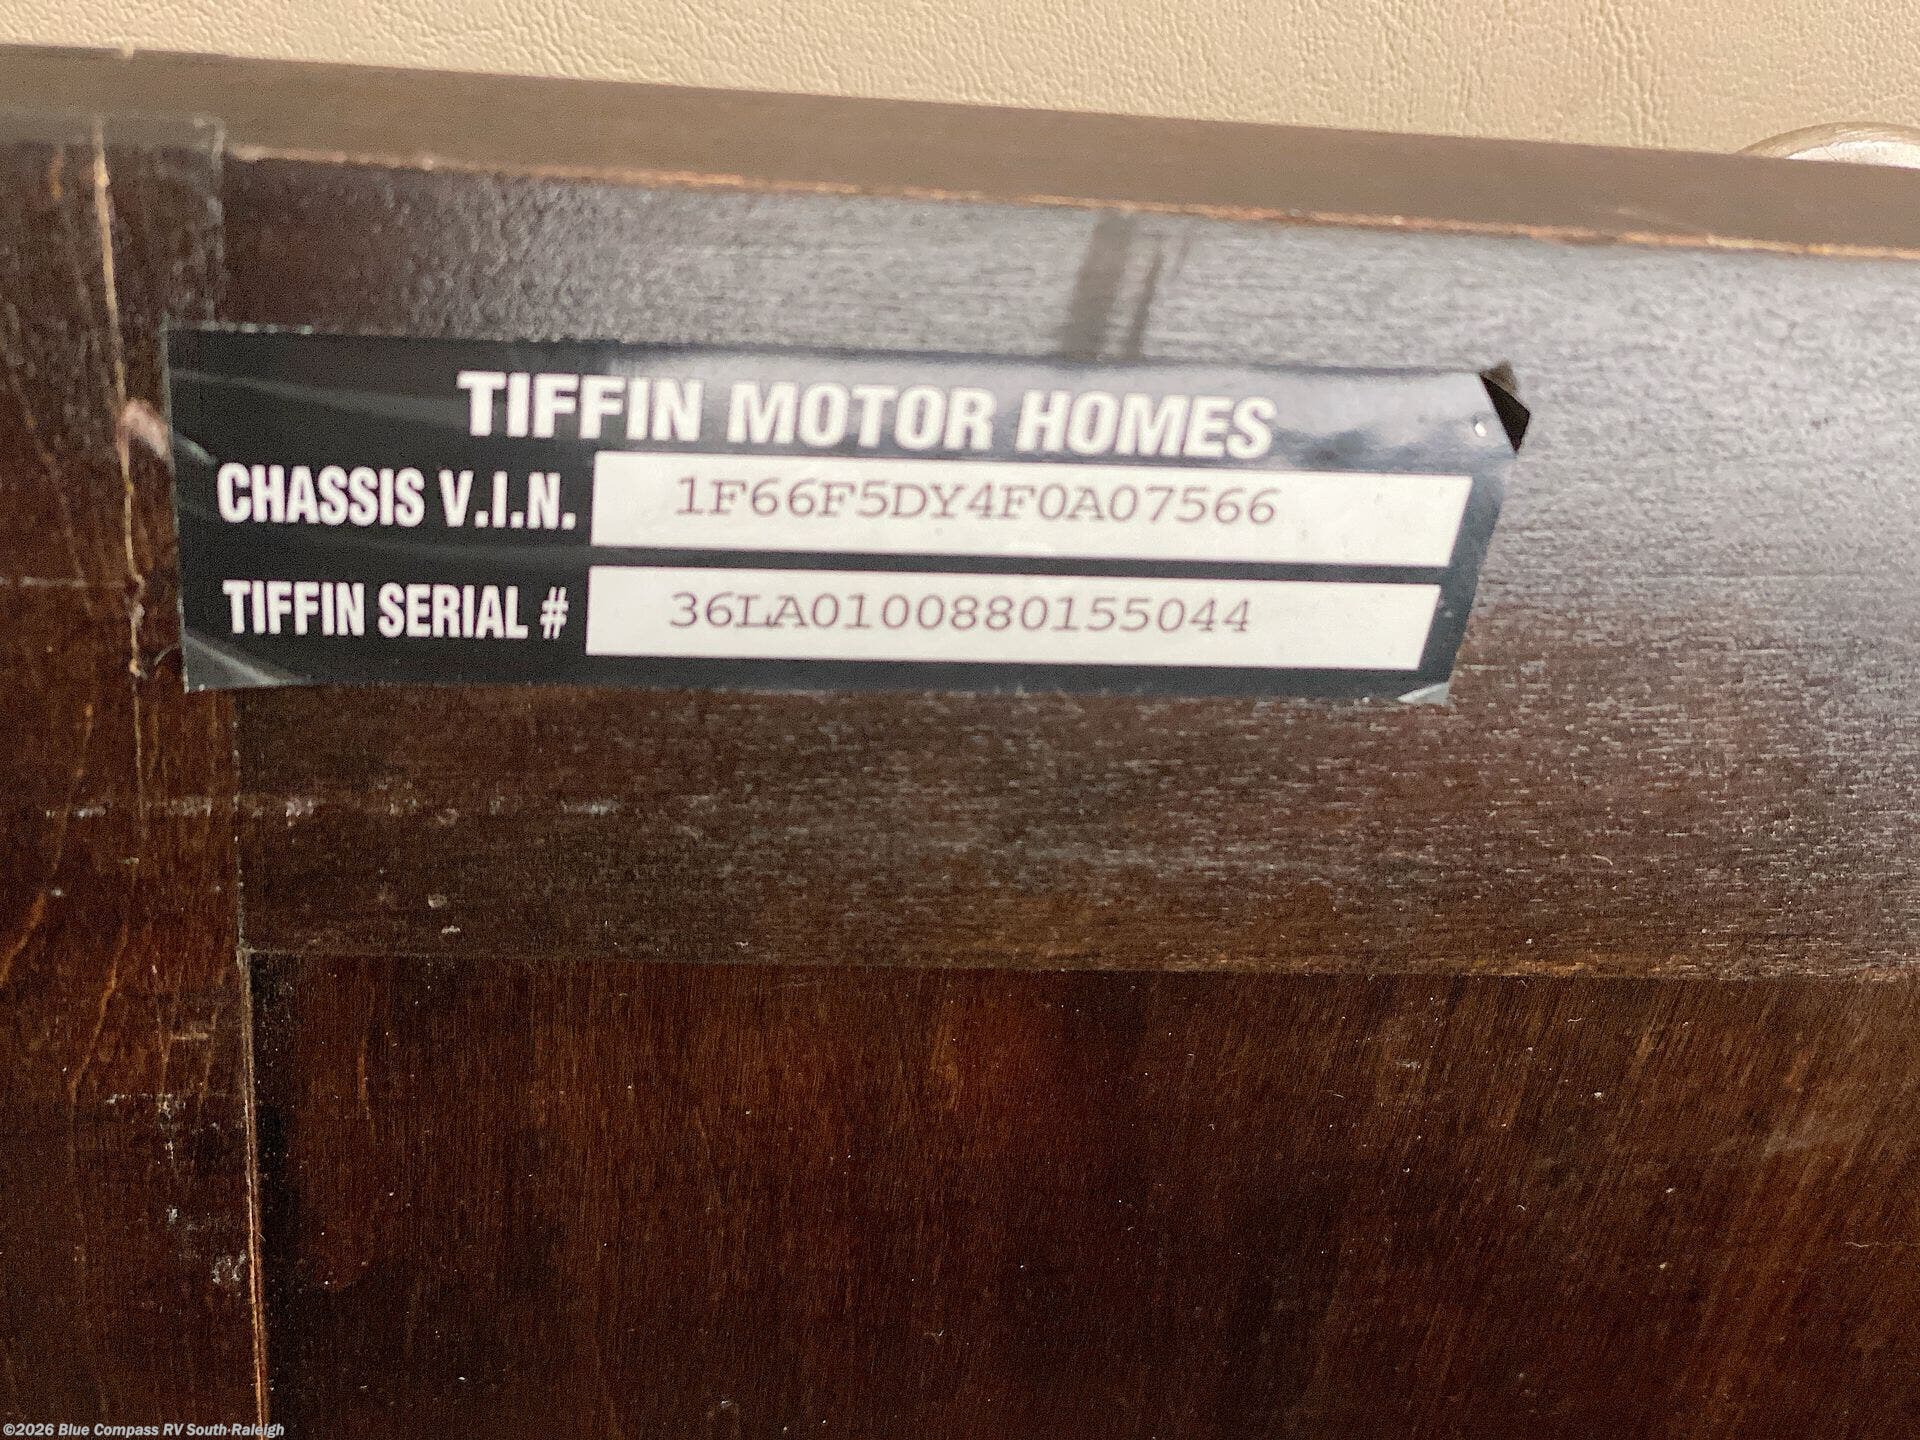 TIFFIN MOTOR HOMES
CHASSIS V.I.N. 1F66F5DY4F0A07566
TIFFIN SERIAL # 36LA0100880155044
©2026 Blue Compass RV South-Raleigh